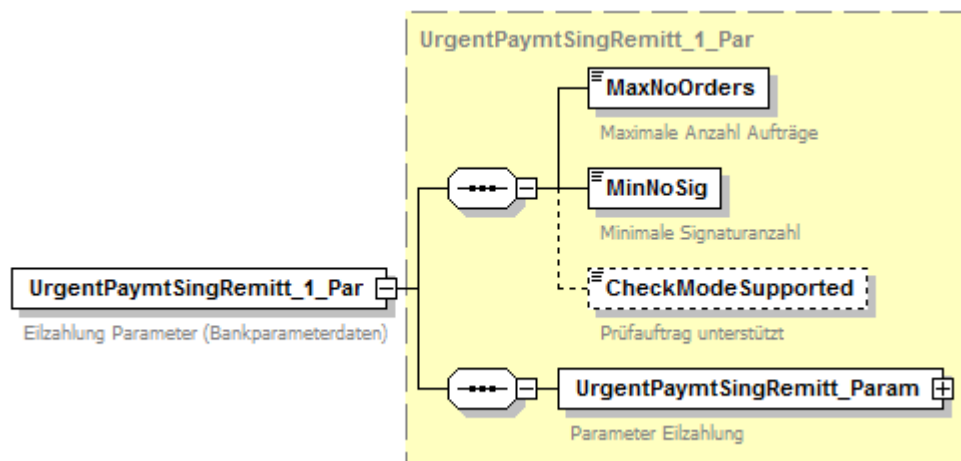 UrgentPaymtSingRemitt_1_Par
MaxNoOrders
Maximale Anzahl Aufträge
MinNoSig
Minimale Signaturanzahl
CheckModeSupported
Prüfauftrag unterstützt
UrgentPaymtSingRemitt_1_Par
Eilzahlung Parameter (Bankparameterdaten)
UrgentPaymtSingRemitt_Param
Parameter Eilzahlung